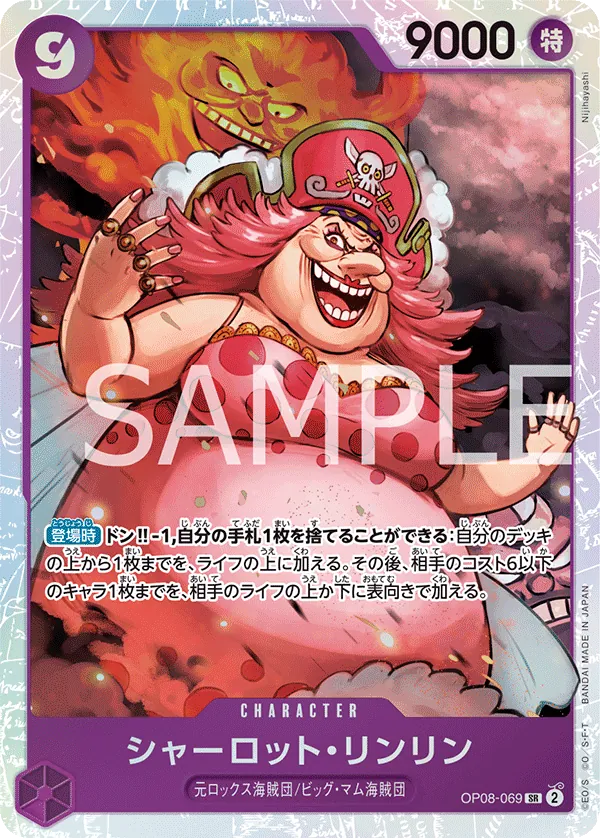 9
9000
特
Nijihayashi
SAMPLE
登場時 ドン!!-1,自分の手札1枚を捨てることができる:自分のデッキ
の上から1枚までを、ライフの上に加える。その後、相手のコスト6以下
のキャラ1枚までを、相手のライフの上か下に表向きで加える。
CHARACTER
シャーロット・リンリン
元ロックス海賊団/ビッグ・マム海賊団
OP08-069 SR 2
©E.O/S ©O/S・F・T BANDAI MADE IN JAPAN